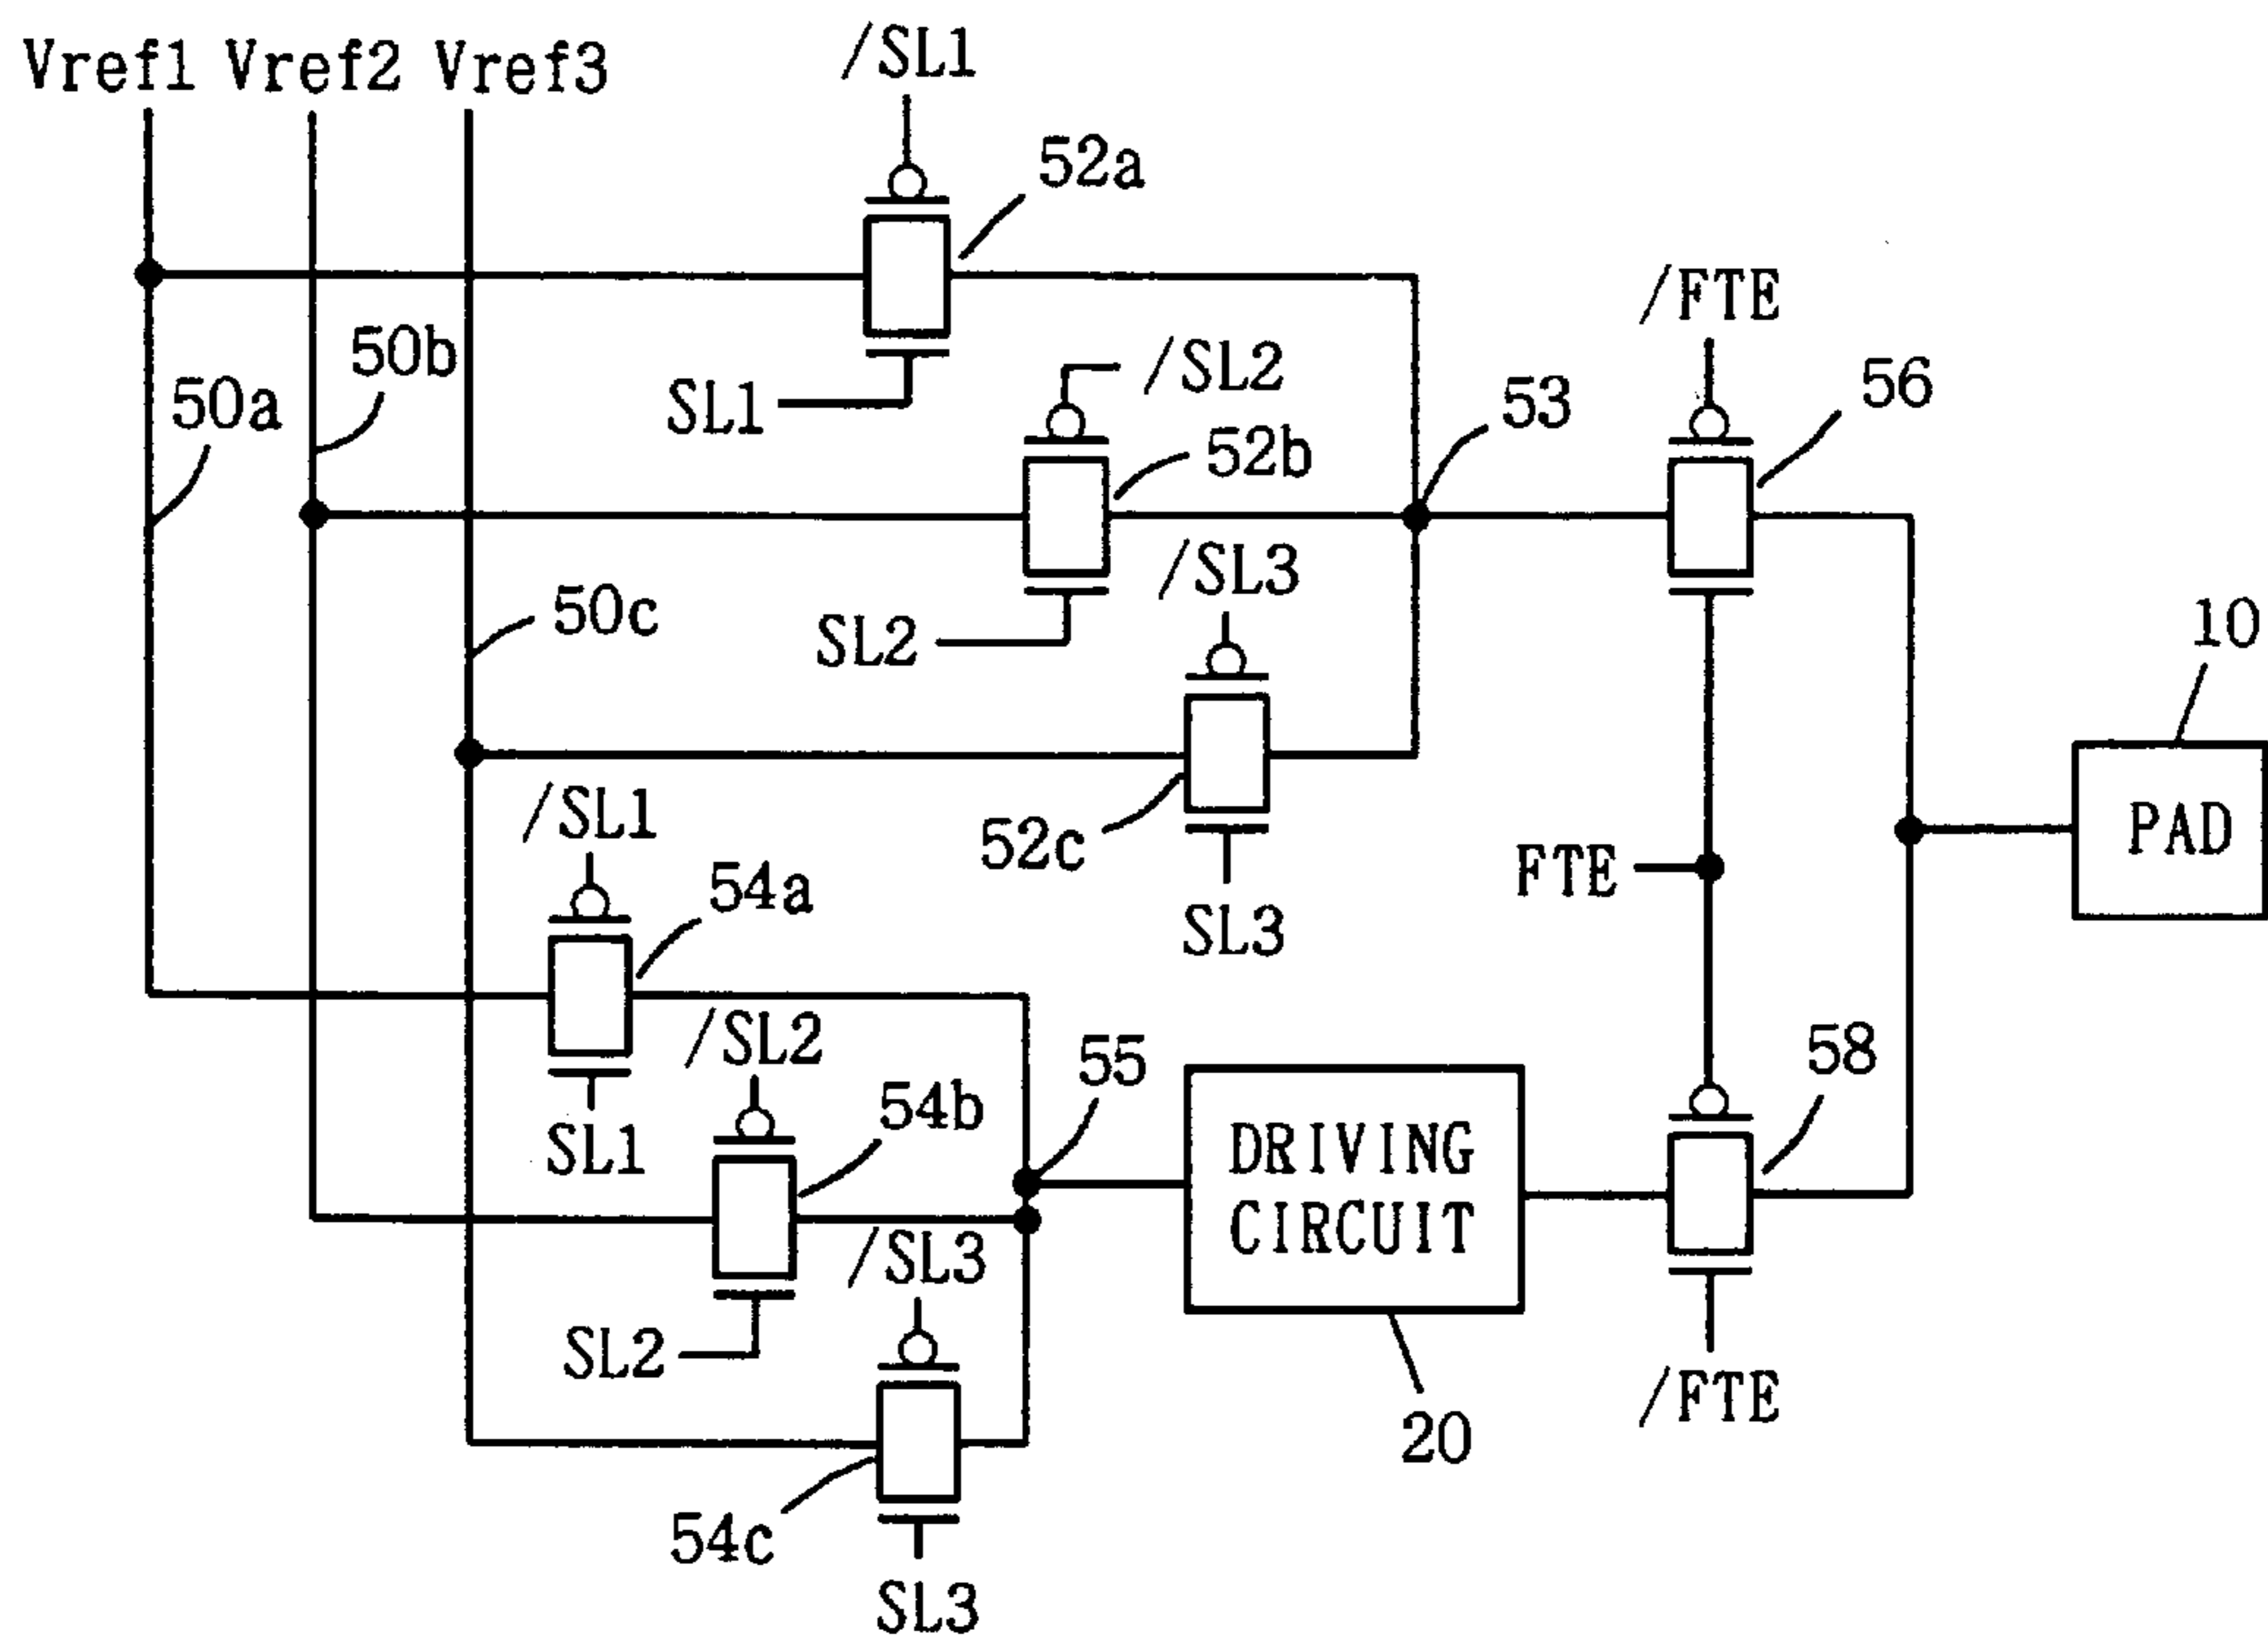 Vref1 Vref2 Vref3
/SL1
52a
/FTE
50b
/SL2
50a
SL1
53
56
52b
/SL3
50c
SL2
10
/SL1
52c
PAD
54a
FTE
SL3
/SL2
55
58
54b
SL1
DRIVING
CIRCUIT
/SL3
SL2
/FTE
20
54c
SL3